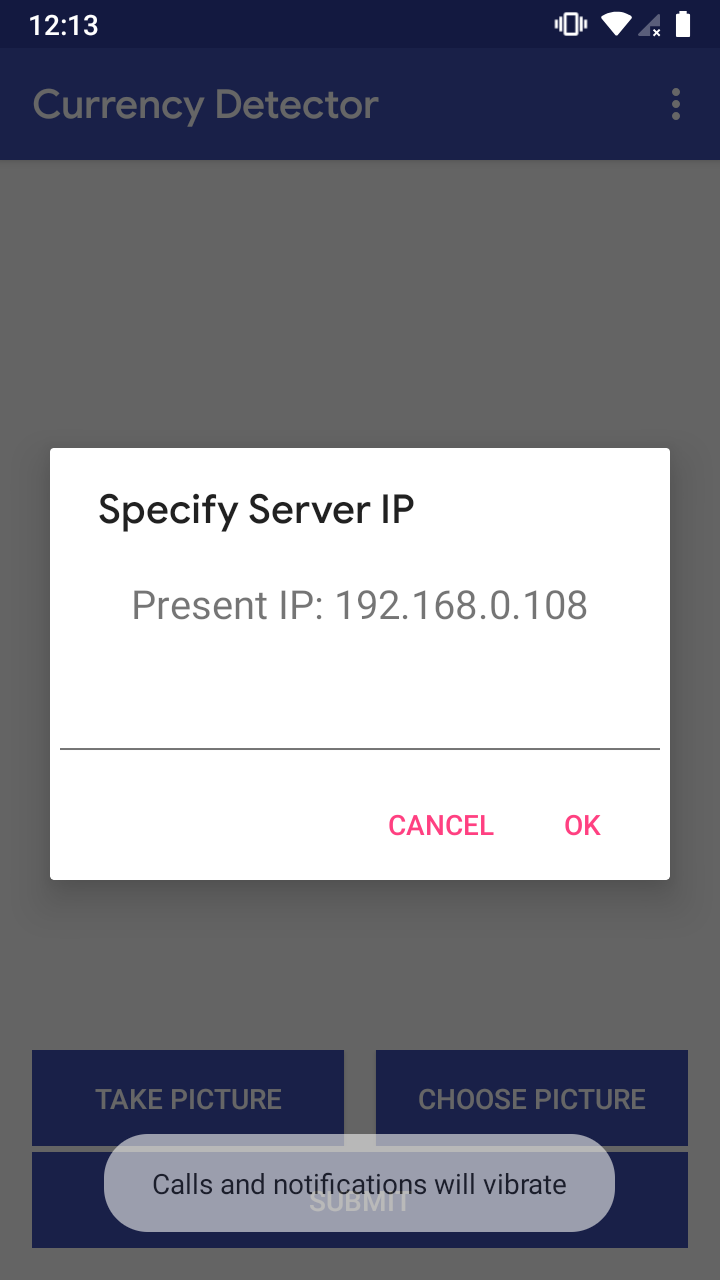 12:13
Currency Detector
Specify Server IP
Present IP: 192.168.0.108
CANCEL OK
TAKE PICTURE CHOOSE PICTURE
Calls and notifications will vibrate
SUBMIT